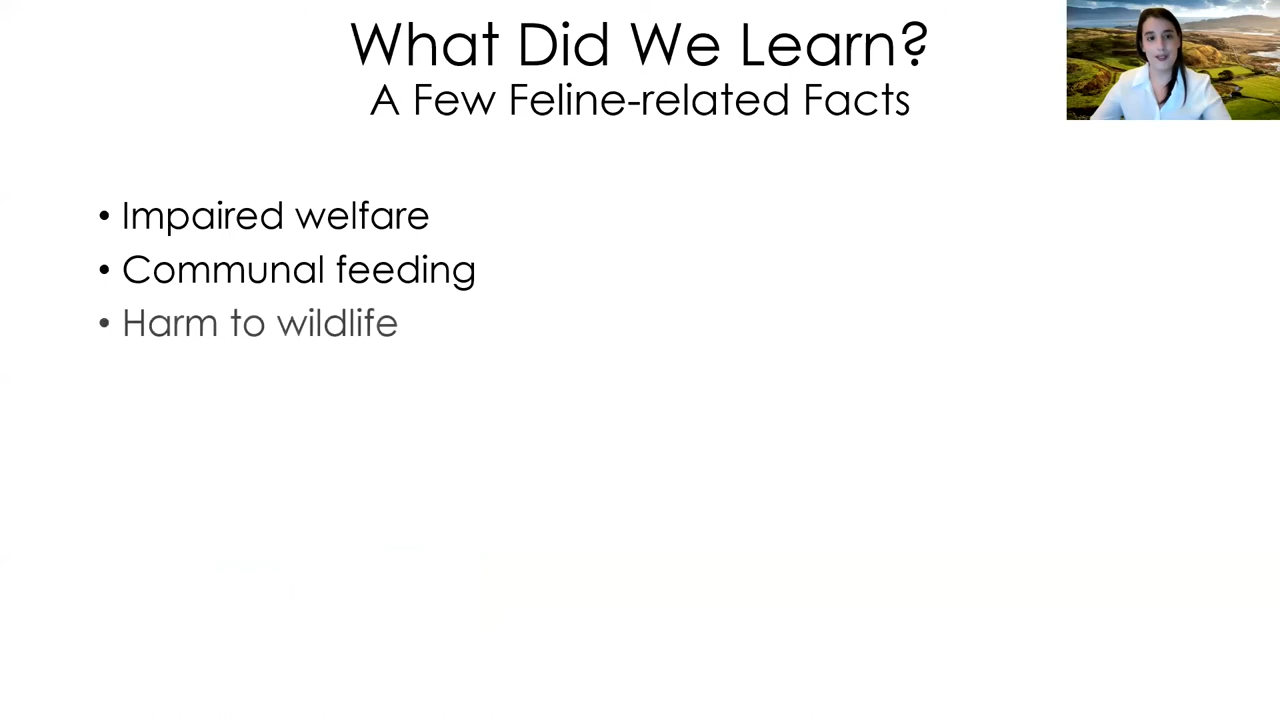 What Did We Learn?
A Few Feline-related Facts
• Impaired welfare
• Communal feeding
• Harm to wildlife